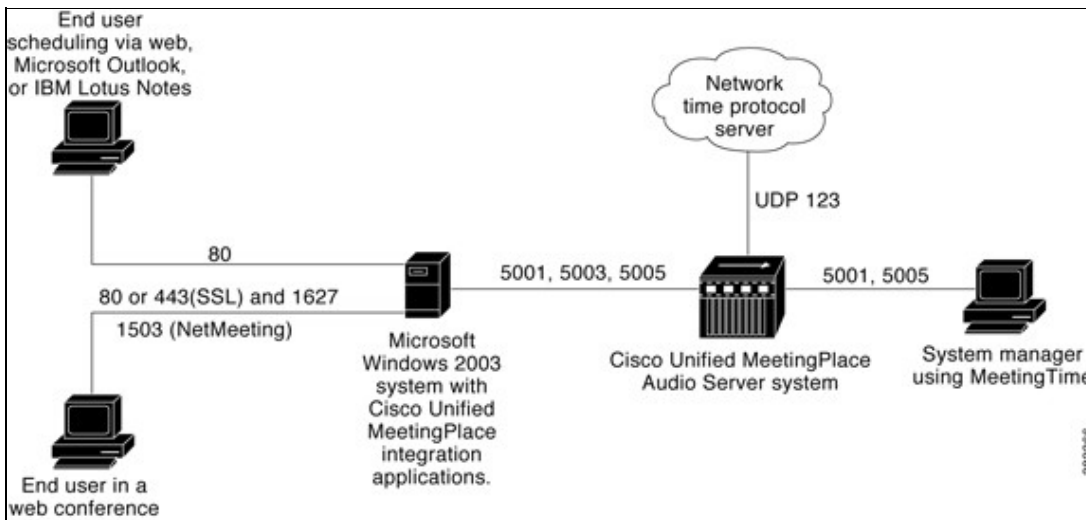 End user
scheduling via web,
Microsoft Outlook,
or IBM Lotus Notes
Network
time protocol
server
UDP 123
80
5001, 5003, 5005
5001, 5005
80 or 443(SSL) and 1627
1503 (NetMeeting)
Microsoft
Windows 2003
system with
Cisco Unified
MeetingPlace
integration
applications.
Cisco Unified MeetingPlace
Audio Server system
System manager
using MeetingTime
End user in a
web conference